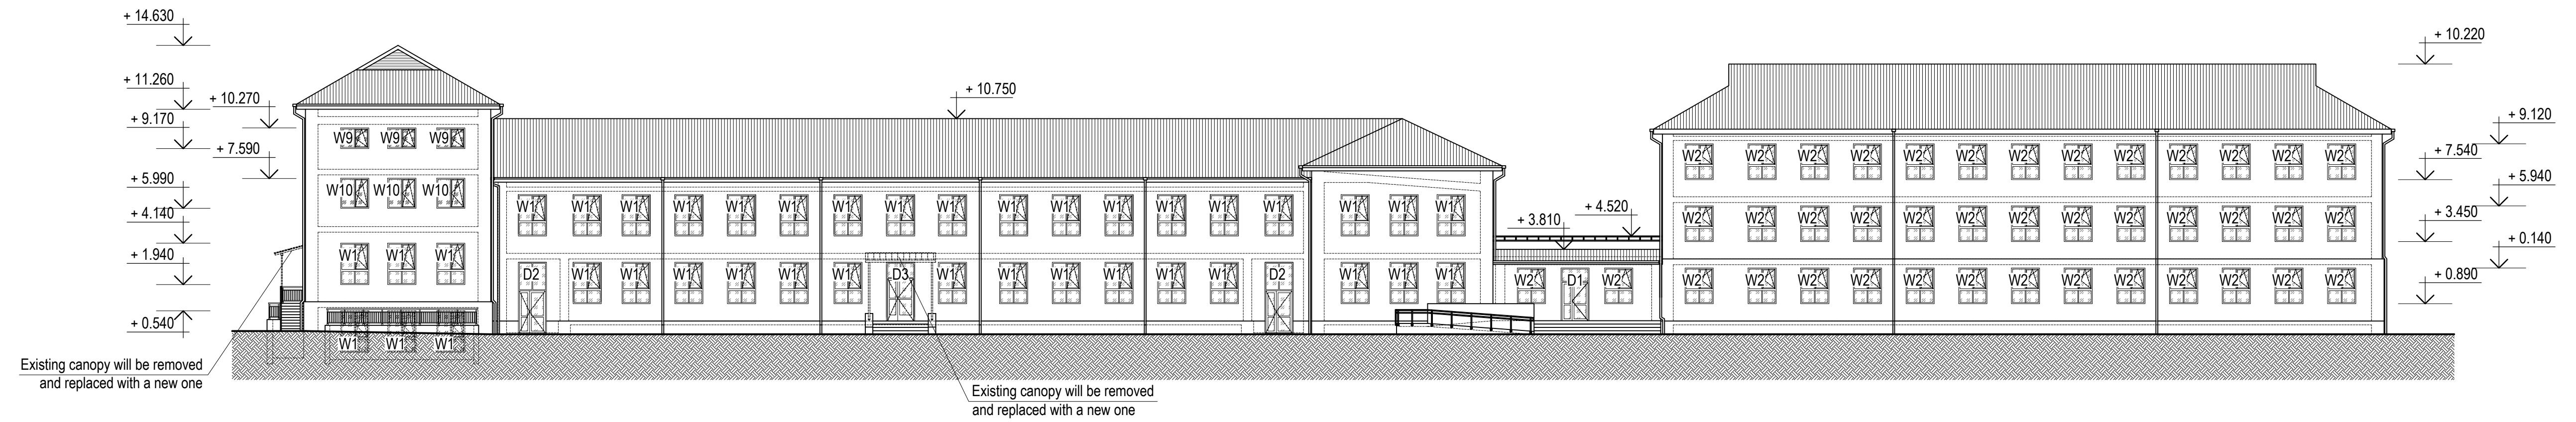 + 14.630
+ 10.220
+ 11.260
+ 10.270
+ 10.750
+ 9.170
+ 9.120
W9 W9 W9
+ 7.590
+ 7.540
W2 W2 W2 W2 W2 W2 W2 W2 W2 W2 W2 W2 W2
+ 5.990
+ 5.940
W10 W10 W10
W1 W1 W1 W1 W1 W1 W1 W1 W1 W1 W1 W1 W1 W1 W1 W1 W1
+ 4.520
+ 4.140
+ 3.810
+ 3.450
W2 W2 W2 W2 W2 W2 W2 W2 W2 W2 W2 W2 W2
+ 1.940
+ 0.140
W1 W1 W1
D2 W1 W1 W1 W1 W1 W1 D3 W1 W1 W1 W1 W1 W1 D2 W1 W1 W1
W2 D1 W2
W2 W2 W2 W2 W2 W2 W2 W2 W2 W2 W2 W2 W2
+ 0.890
+ 0.540
W1 W1 W1
Existing canopy will be removed
and replaced with a new one
Existing canopy will be removed
and replaced with a new one